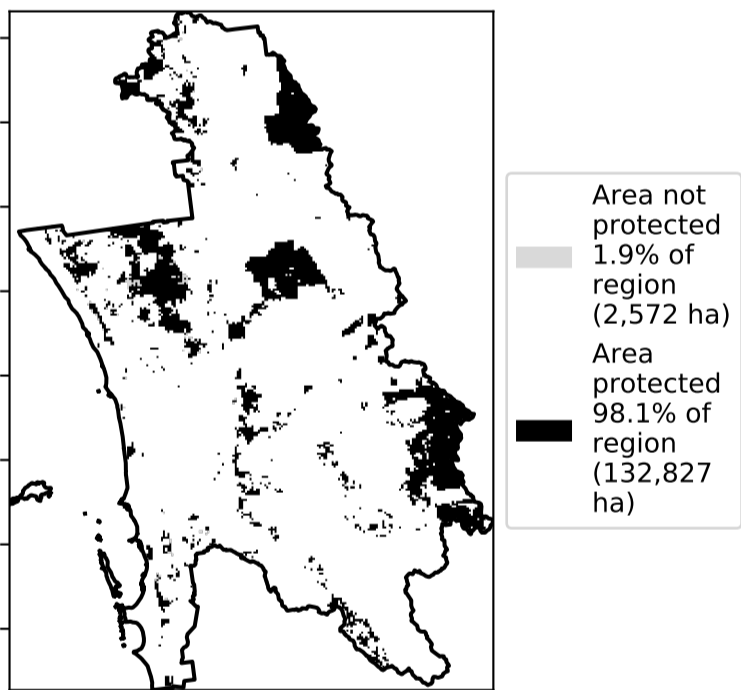 Area not
protected
1.9% of
region
(2,572 ha)
Area
protected
98.1% of
region
(132,827
ha)